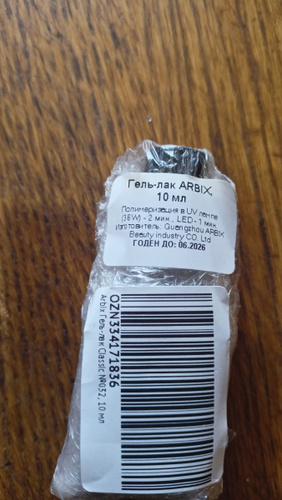 Гель-лак ARBIX,
10 мл
Полимеризация в UV лампе
(36W) - 2 мин., LED - 1 мин.
Изготовитель: Guangzhou ARBIX
Beauty industry CO. Ltd
ГОДЕН ДО: 06.2026
OZN334171836
Arbix Гель-лак Classic №032, 10 мл